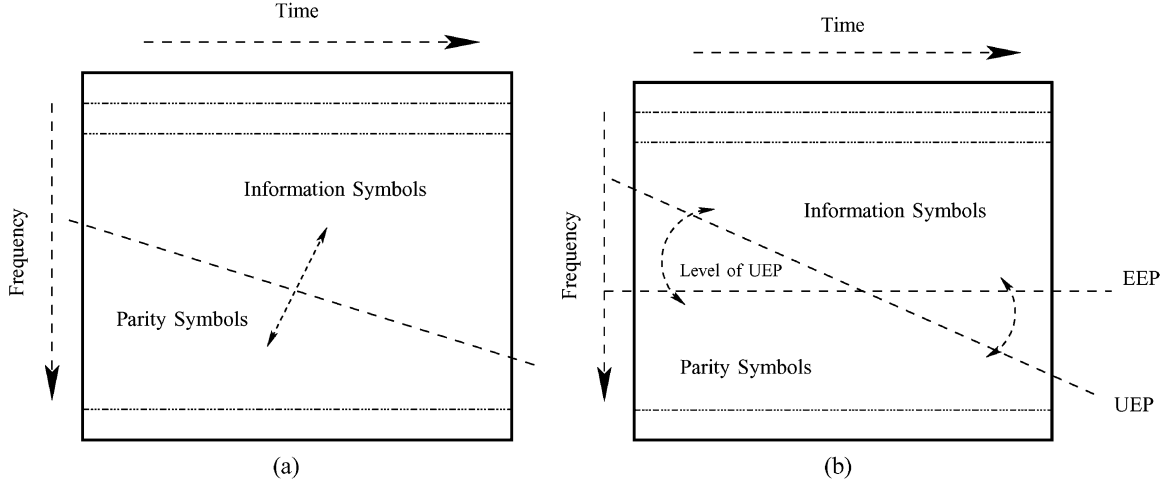 Time
Frequency
Information Symbols
Parity Symbols
(a)
Time
Frequency
Information Symbols
Level of UEP
EEP
Parity Symbols
UEP
(b)